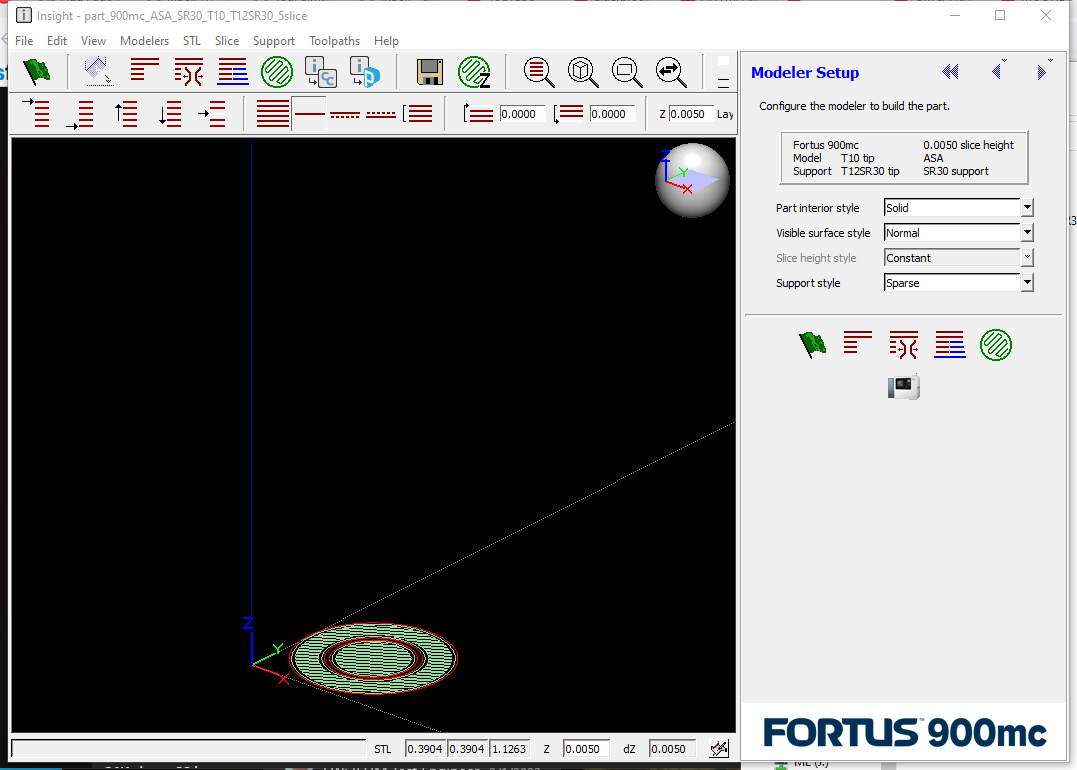 Insight - part_900mc_ASA_SR30_T10_T12SR30_5slice
File Edit View Modelers STL Slice Support Toolpaths Help
0.0000 0.0000 Z 0.0050 Lay
Modeler Setup
Configure the modeler to build the part.
Fortus 900mc 0.0050 slice height
Model T10 tip ASA
Support T12SR30 tip SR30 support
Part interior style Solid
Visible surface style Normal
Slice height style Constant
Support style Sparse
Z
Y
X
Z
Y
X
FORTUS 900mc
STL 0.3904 0.3904 1.1263 Z 0.0050 dZ 0.0050